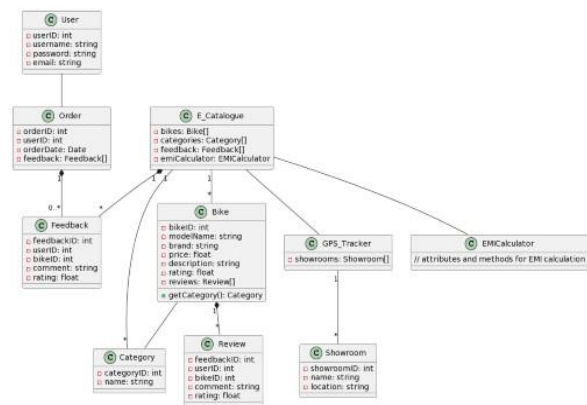 C User
userID: int
username: string
password: string
email: string
C Order
orderID: int
userID: int
orderDate: Date
feedback: Feedback[]
C E_Catalogue
bikes: Bike[]
categories: Category[]
feedback: Feedback[]
emiCalculator: EMICalculator
1
1
1
1
0..*
*
*
C Feedback
feedbackID: int
userID: int
bikeID: int
comment: string
rating: float
C Bike
bikeID: int
modelName: string
brand: string
price: float
description: string
rating: float
reviews: Review[]
getCategory(): Category
C GPS_Tracker
showrooms: Showroom[]
C EMICalculator
// attributes and methods for EMI calculation
1
1
*
*
*
C Category
categoryID: int
name: string
C Review
feedbackID: int
userID: int
bikeID: int
comment: string
rating: float
C Showroom
showroomID: int
name: string
location: string